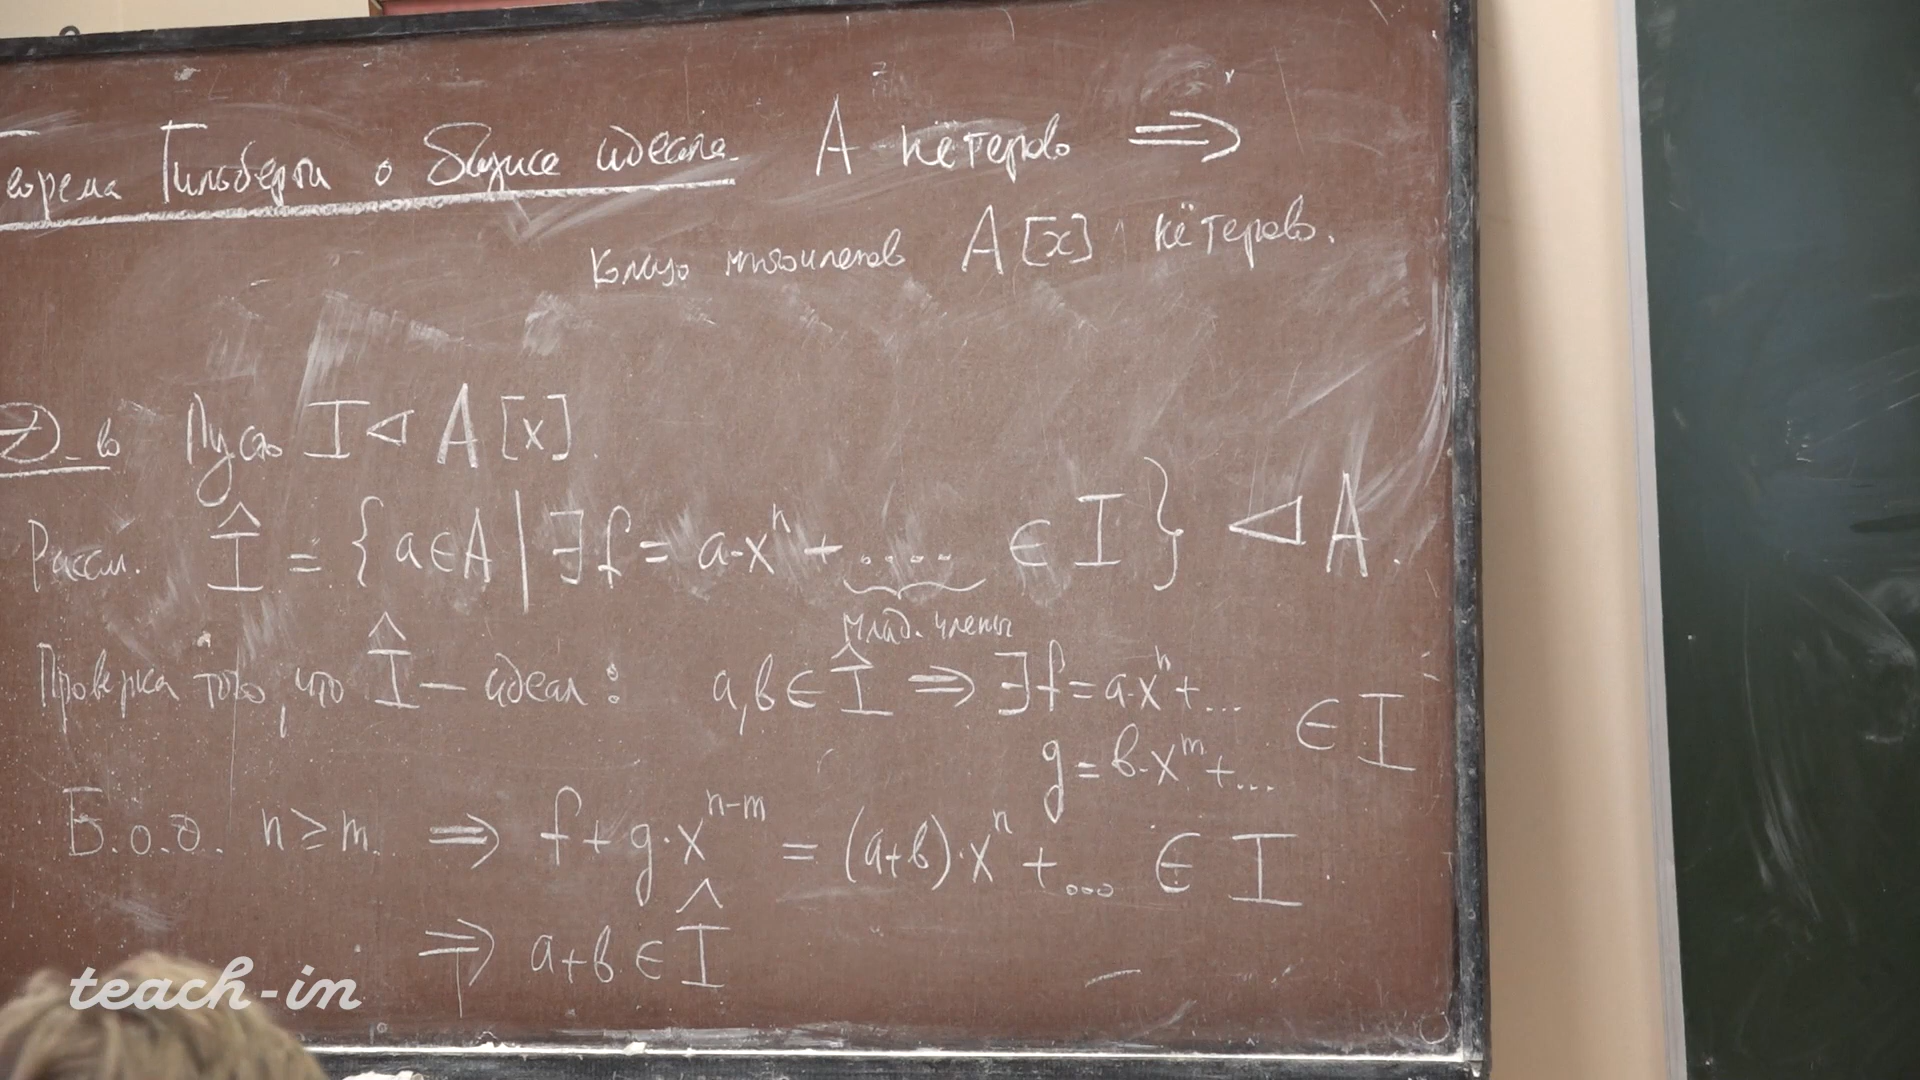 Теорема Гильберта о базисе идеала. A нётерово ⇒
кольцо многочленов A[x] нётерово.
Д-во Пусть I ◁ A[x].
Рассм. Î = {a∈A | ∃f = a·xⁿ + .... ∈ I} ◁ A.
млад. члены
Проверка того, что Î — идеал: a,b ∈ Î ⇒ ∃f = a·xⁿ+...
g = b·xᵐ+... ∈ I
Б.о.о. n ≥ m. ⇒ f + g·xⁿ⁻ᵐ = (a+b)·xⁿ + ... ∈ I
⇒ a+b ∈ Î
teach-in